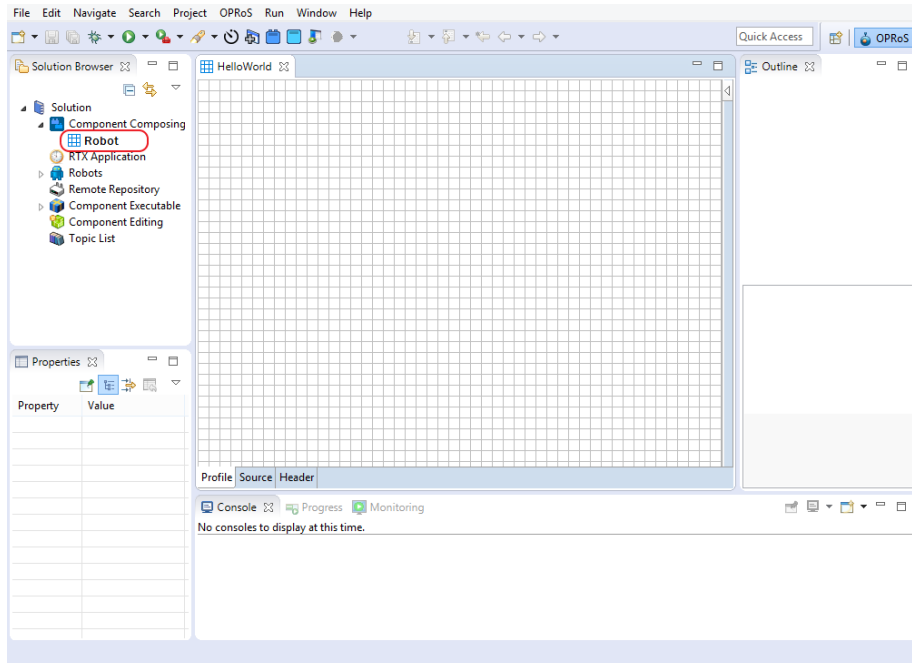 File Edit Navigate Search Project OPRoS Run Window Help
Quick Access
OPRoS
Solution Browser
HelloWorld
Outline
Solution
Component Composing
Robot
RTX Application
Robots
Remote Repository
Component Executable
Component Editing
Topic List
Properties
Property Value
Profile Source Header
Console Progress Monitoring
No consoles to display at this time.